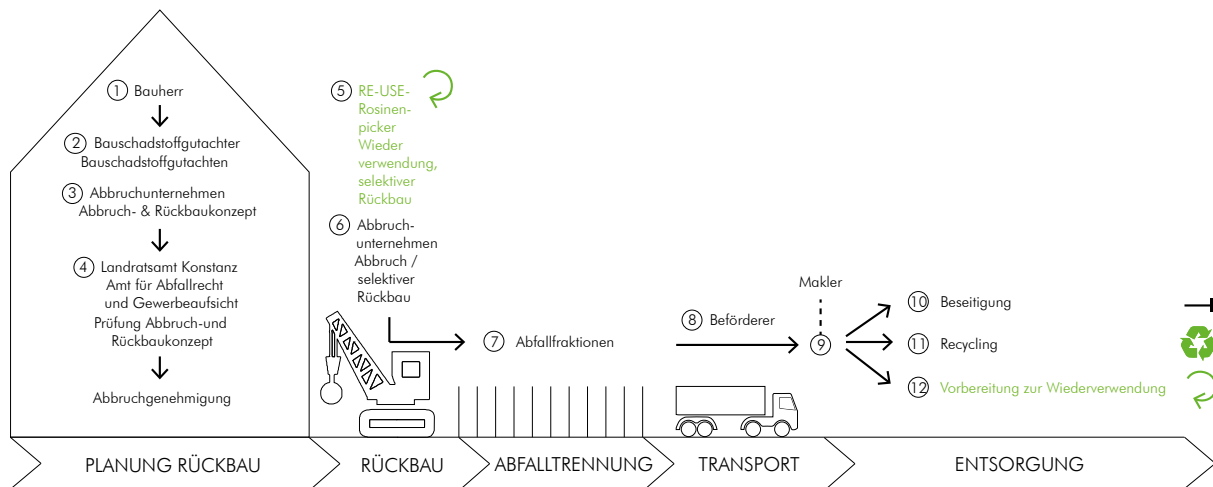 1 Bauherr
2 Bauschadstoffgutachter
Bauschadstoffgutachten
3 Abbruchunternehmen
Abbruch- & Rückbaukonzept
4 Landratsamt Konstanz
Amt für Abfallrecht
und Gewerbeaufsicht
Prüfung Abbruch-und
Rückbaukonzept
Abbruchgenehmigung
5 RE-USE-
Rosinen-
picker
Wieder
verwendung,
selektiver
Rückbau
6 Abbruch-
unternehmen
Abbruch /
selektiver
Rückbau
7 Abfallfraktionen
8 Beförderer
Makler
9
10 Beseitigung
11 Recycling
12 Vorbereitung zur Wiederverwendung
PLANUNG RÜCKBAU
RÜCKBAU
ABFALLTRENNUNG
TRANSPORT
ENTSORGUNG